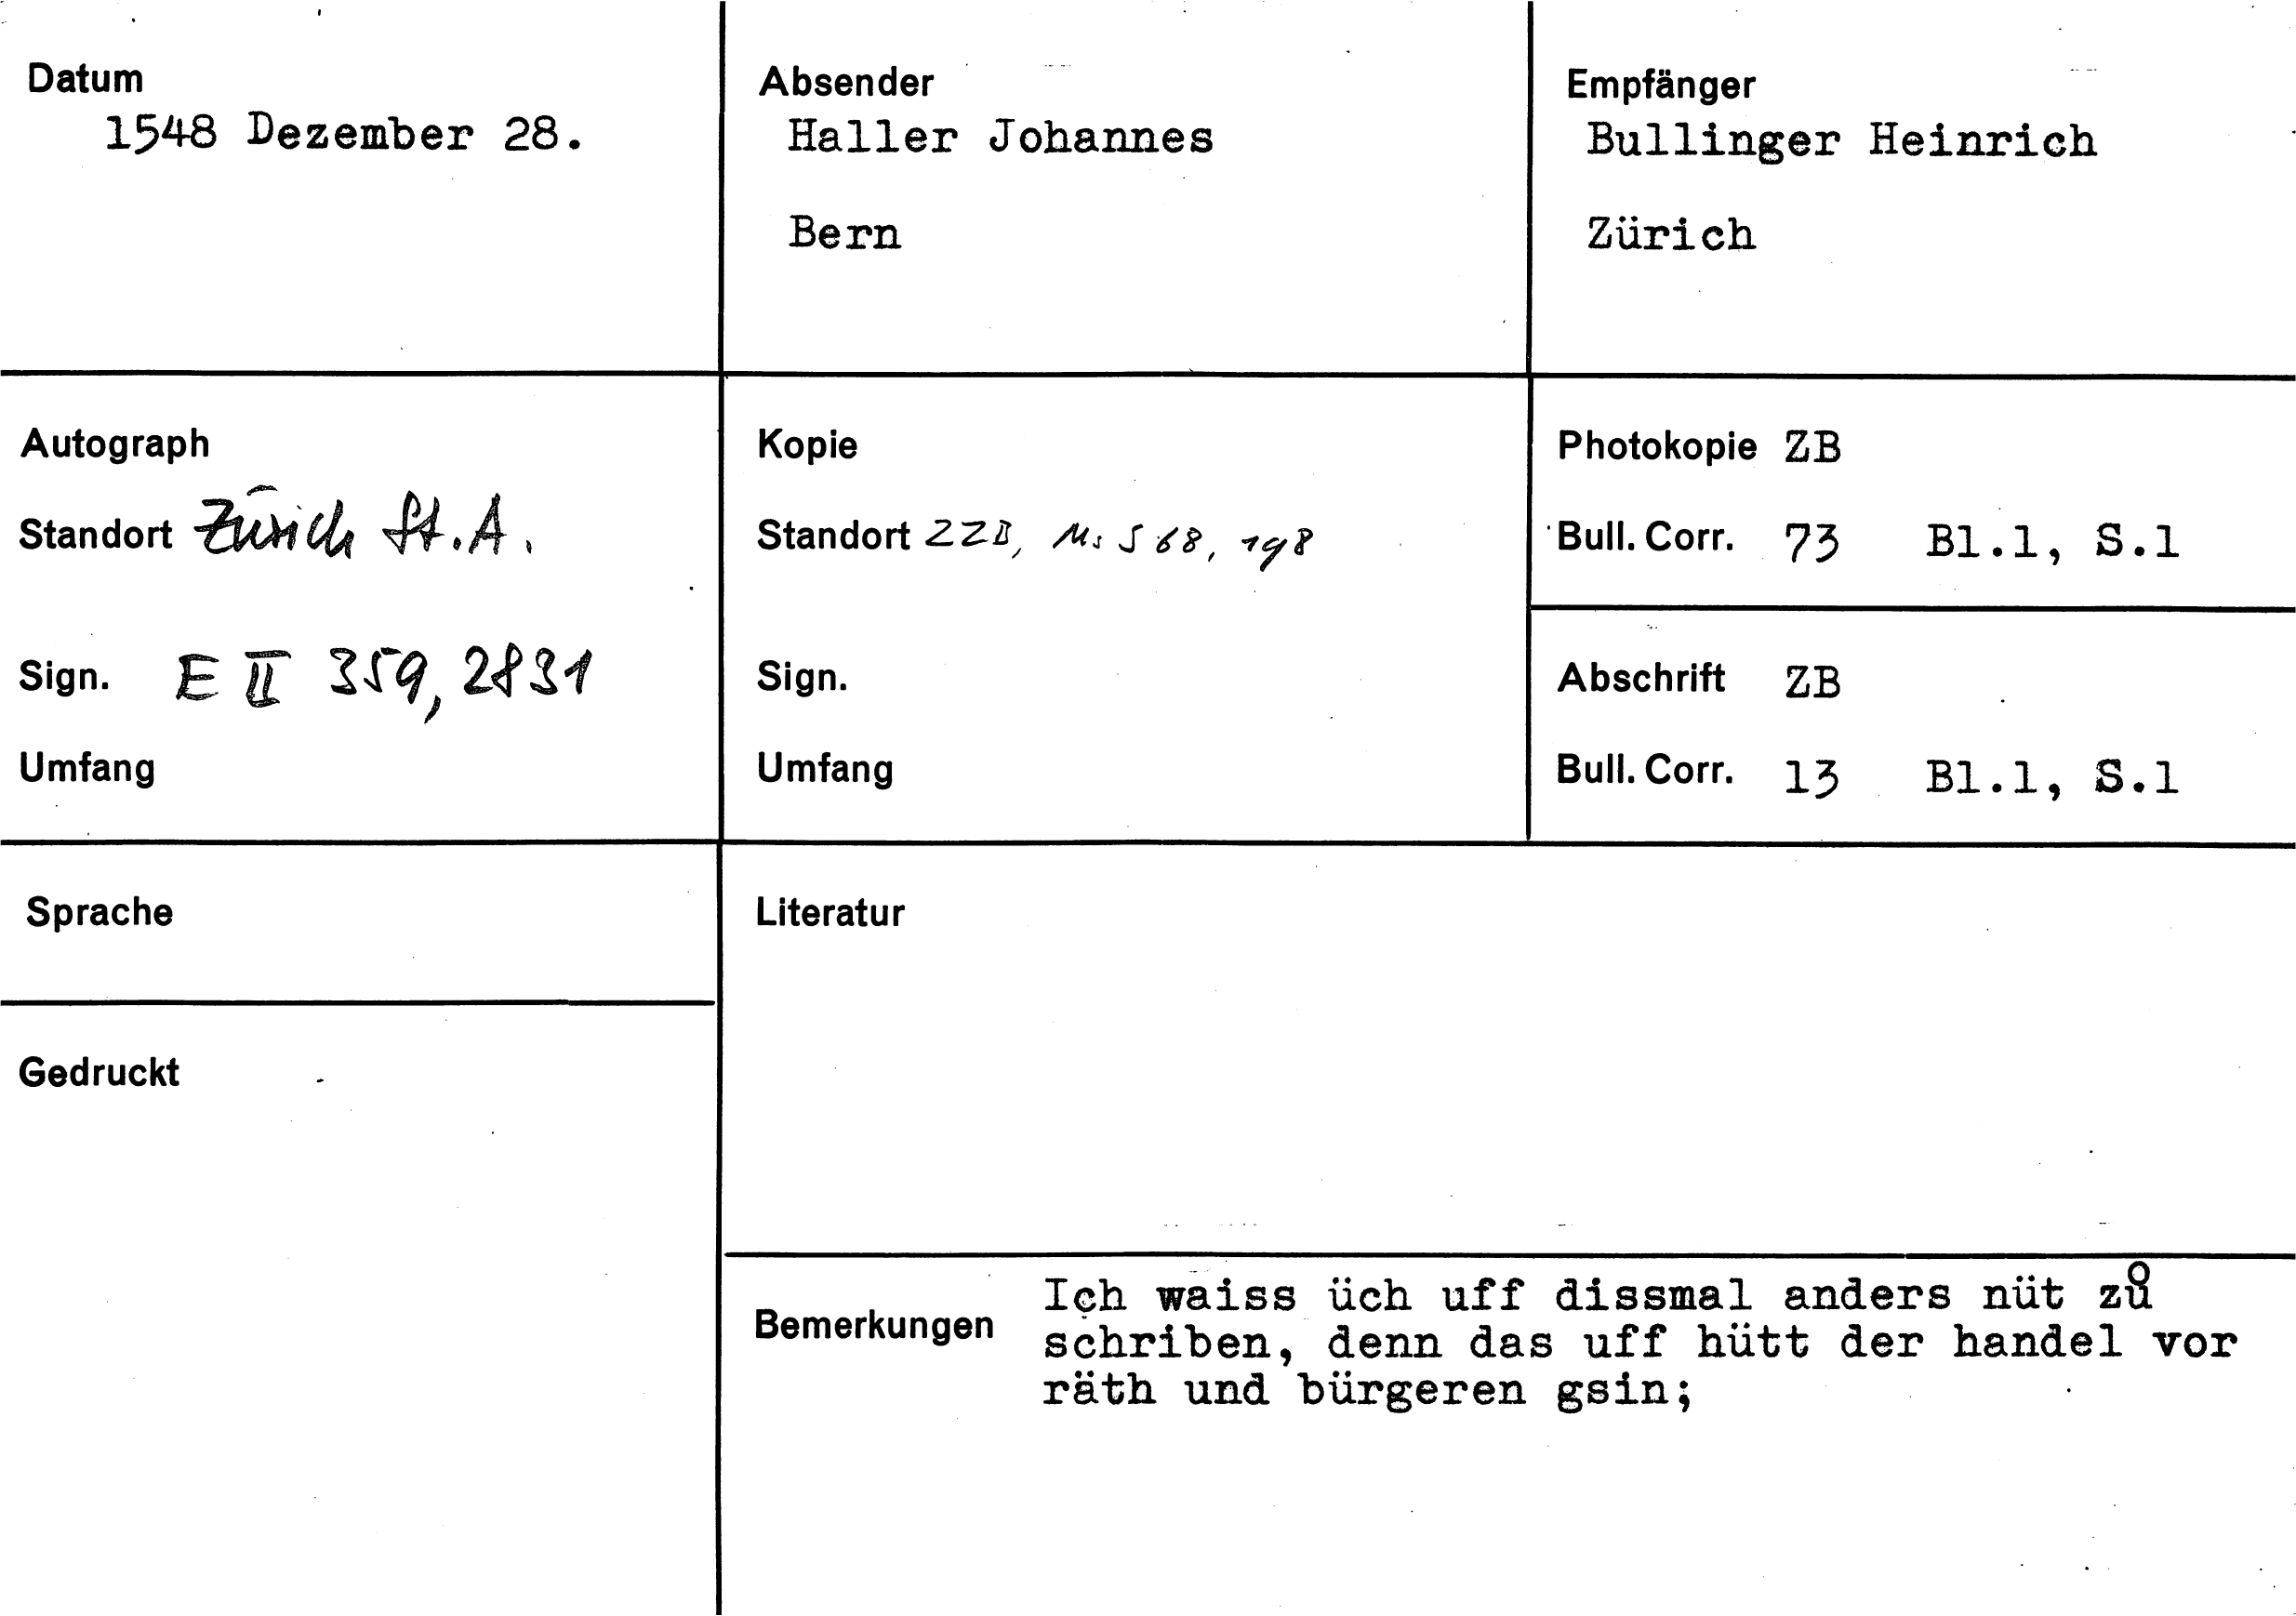 Datum
1548 Dezember 28.
Absender
Haller Johannes
Bern
Empfänger
Bullinger Heinrich
Zürich
Autograph
Standort Zürich St.A.
Sign. E II 359, 2831
Umfang
Kopie
Standort ZZB, Ms S 68, 198
Sign.
Umfang
Photokopie ZB
Bull. Corr. 73 Bl.1, S.1
Abschrift ZB
Bull. Corr. 13 Bl.1, S.1
Sprache
Gedruckt
Literatur
Bemerkungen
Ich waiss üch uff dissmal anders nüt zů
schriben, denn das uff hütt der handel vor
räth und bürgeren gsin;